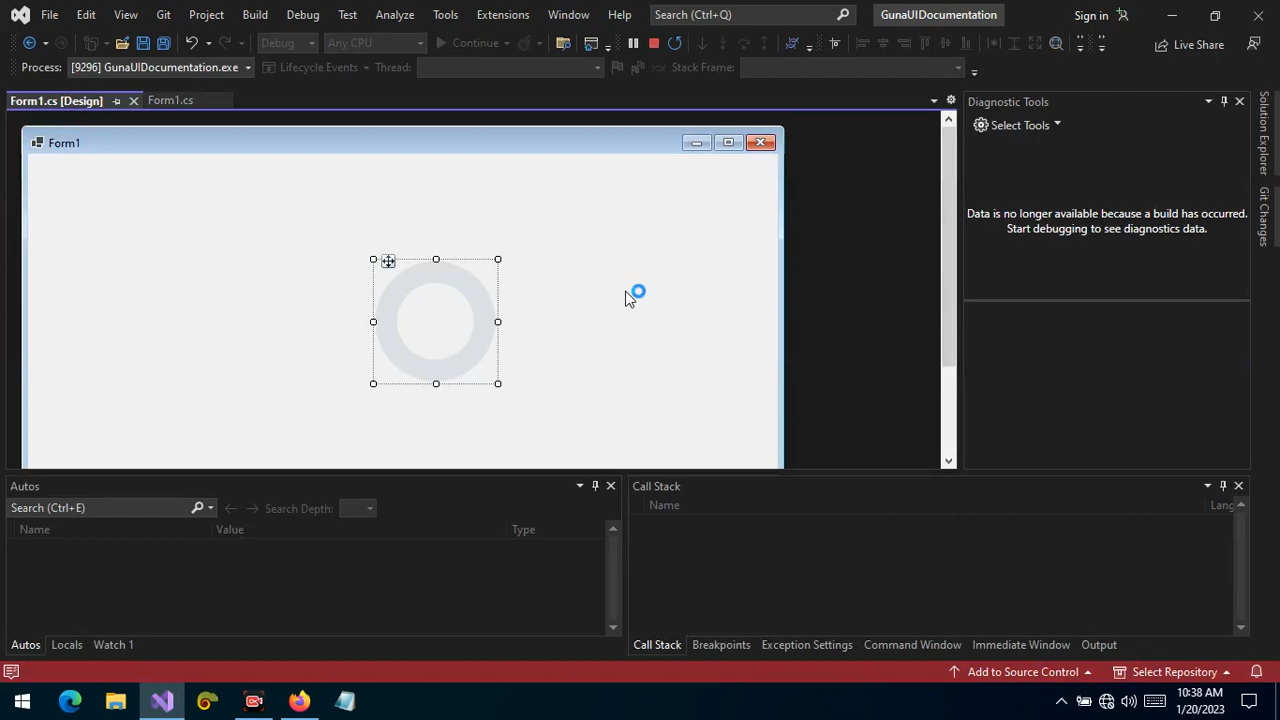 File Edit View Git Project Build Debug Test Analyze Tools Extensions Window Help Search (Ctrl+Q) GunaUIDocumentation Sign in
Debug Any CPU Continue Live Share
Process: [9296] GunaUIDocumentation.exe Lifecycle Events Thread: Stack Frame:
Form1.cs [Design] Form1.cs
Diagnostic Tools
Select Tools
Form1
Data is no longer available because a build has occurred.
Start debugging to see diagnostics data.
Solution Explorer
Git Changes
Autos
Search (Ctrl+E) Search Depth:
Name Value Type
Call Stack
Name Lang
Autos Locals Watch 1
Call Stack Breakpoints Exception Settings Command Window Immediate Window Output
Add to Source Control Select Repository
10:38 AM
1/20/2023